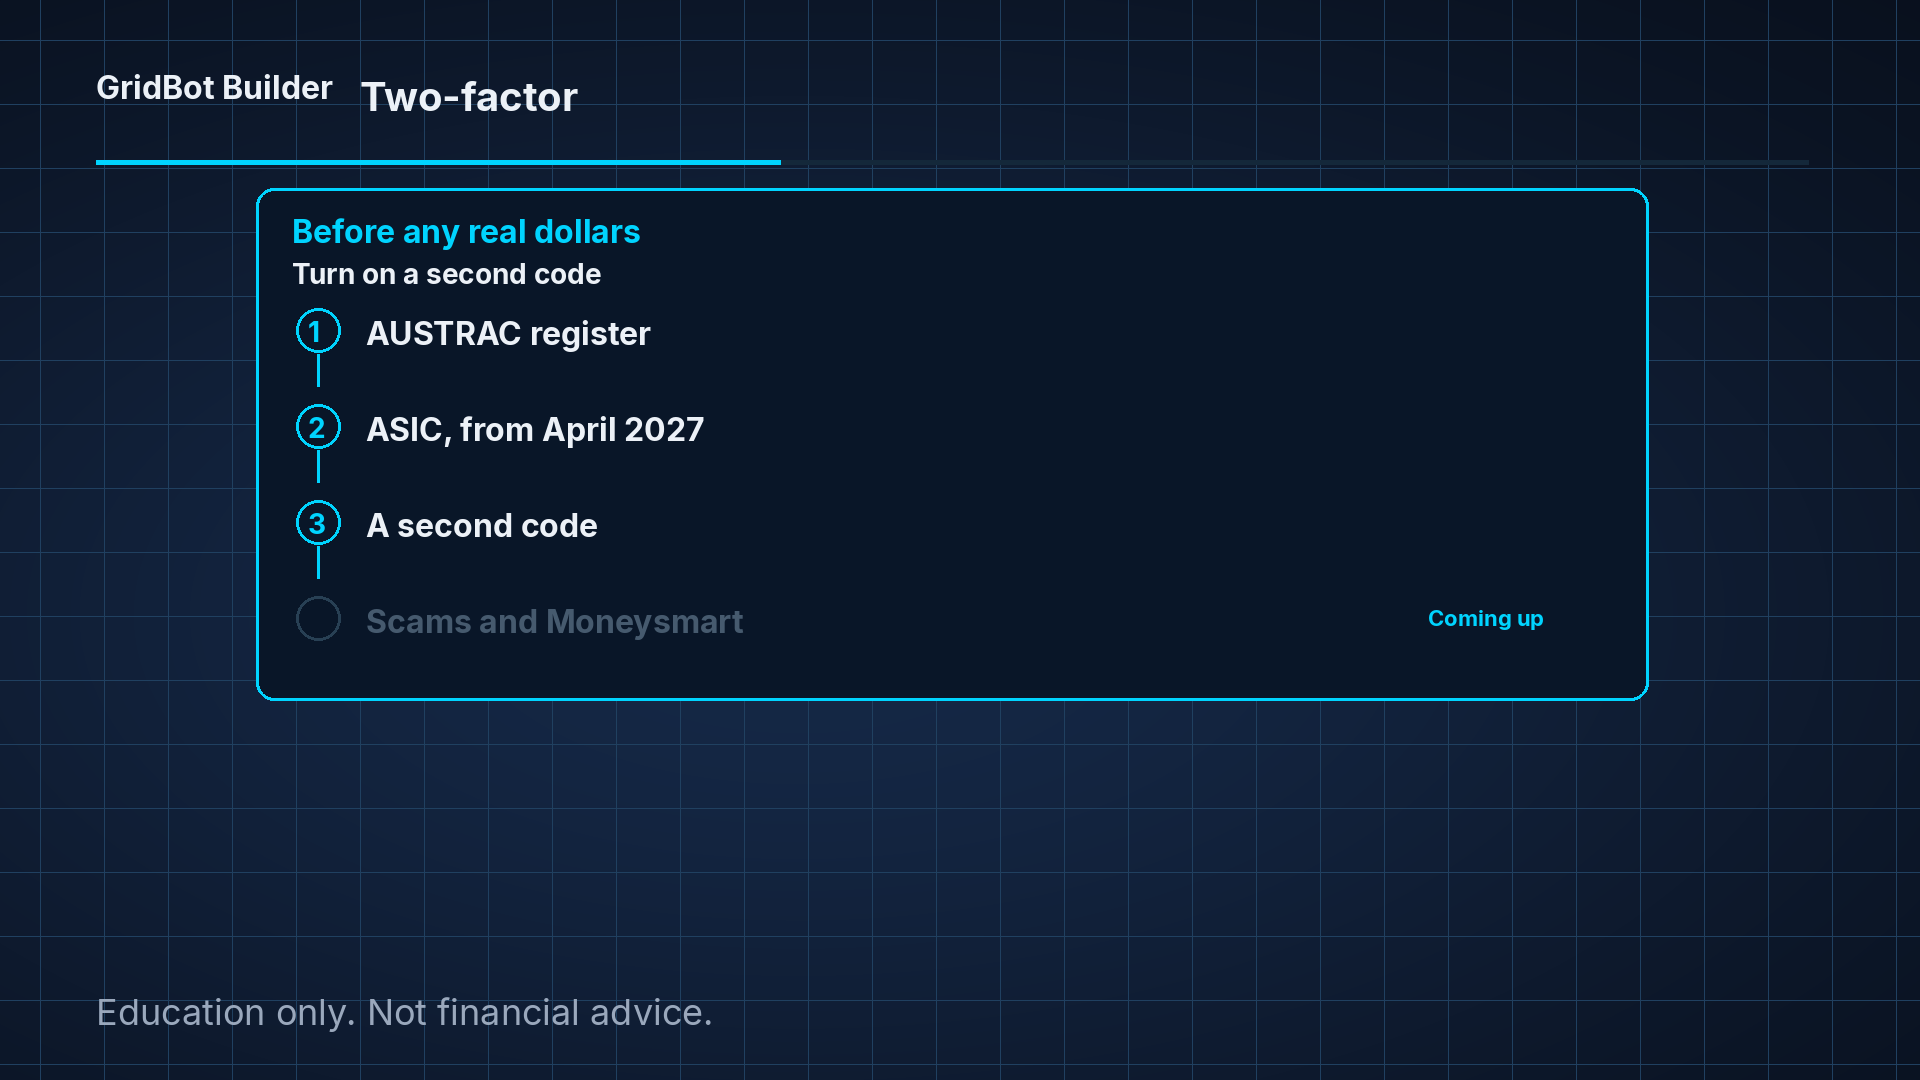 GridBot Builder
Two-factor
Before any real dollars
Turn on a second code
1 AUSTRAC register
2 ASIC, from April 2027
3 A second code
Scams and Moneysmart
Coming up
Education only. Not financial advice.